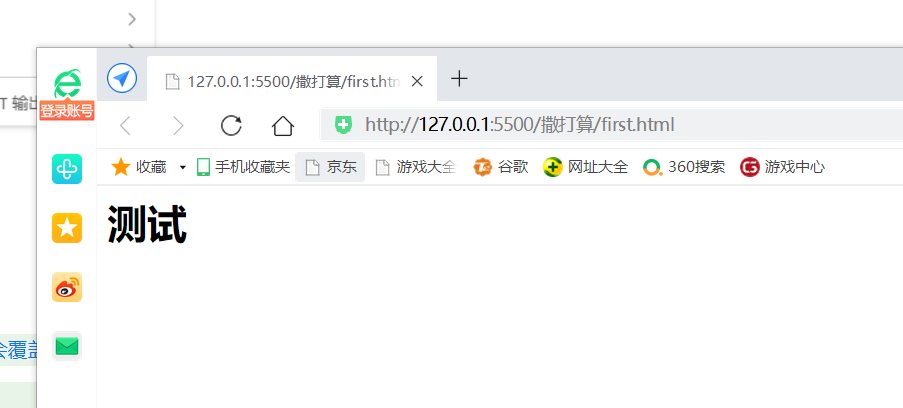 T 输出
登录账号
127.0.0.1:5500/撒打算/first.htm
http://127.0.0.1:5500/撒打算/first.html
收藏 手机收藏夹 京东 游戏大全 谷歌 网址大全 360搜索 游戏中心
测试
会覆盖